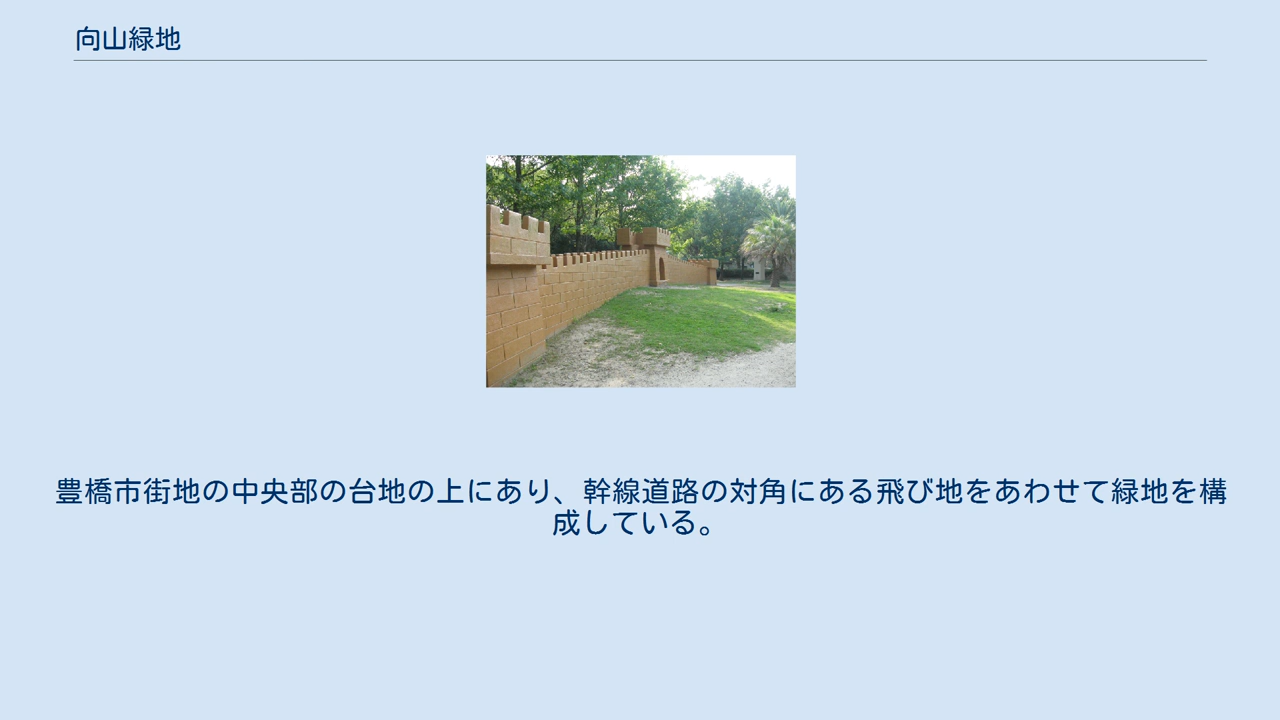 向山緑地
豊橋市街地の中央部の台地の上にあり、幹線道路の対角にある飛び地をあわせて緑地を構
成している。